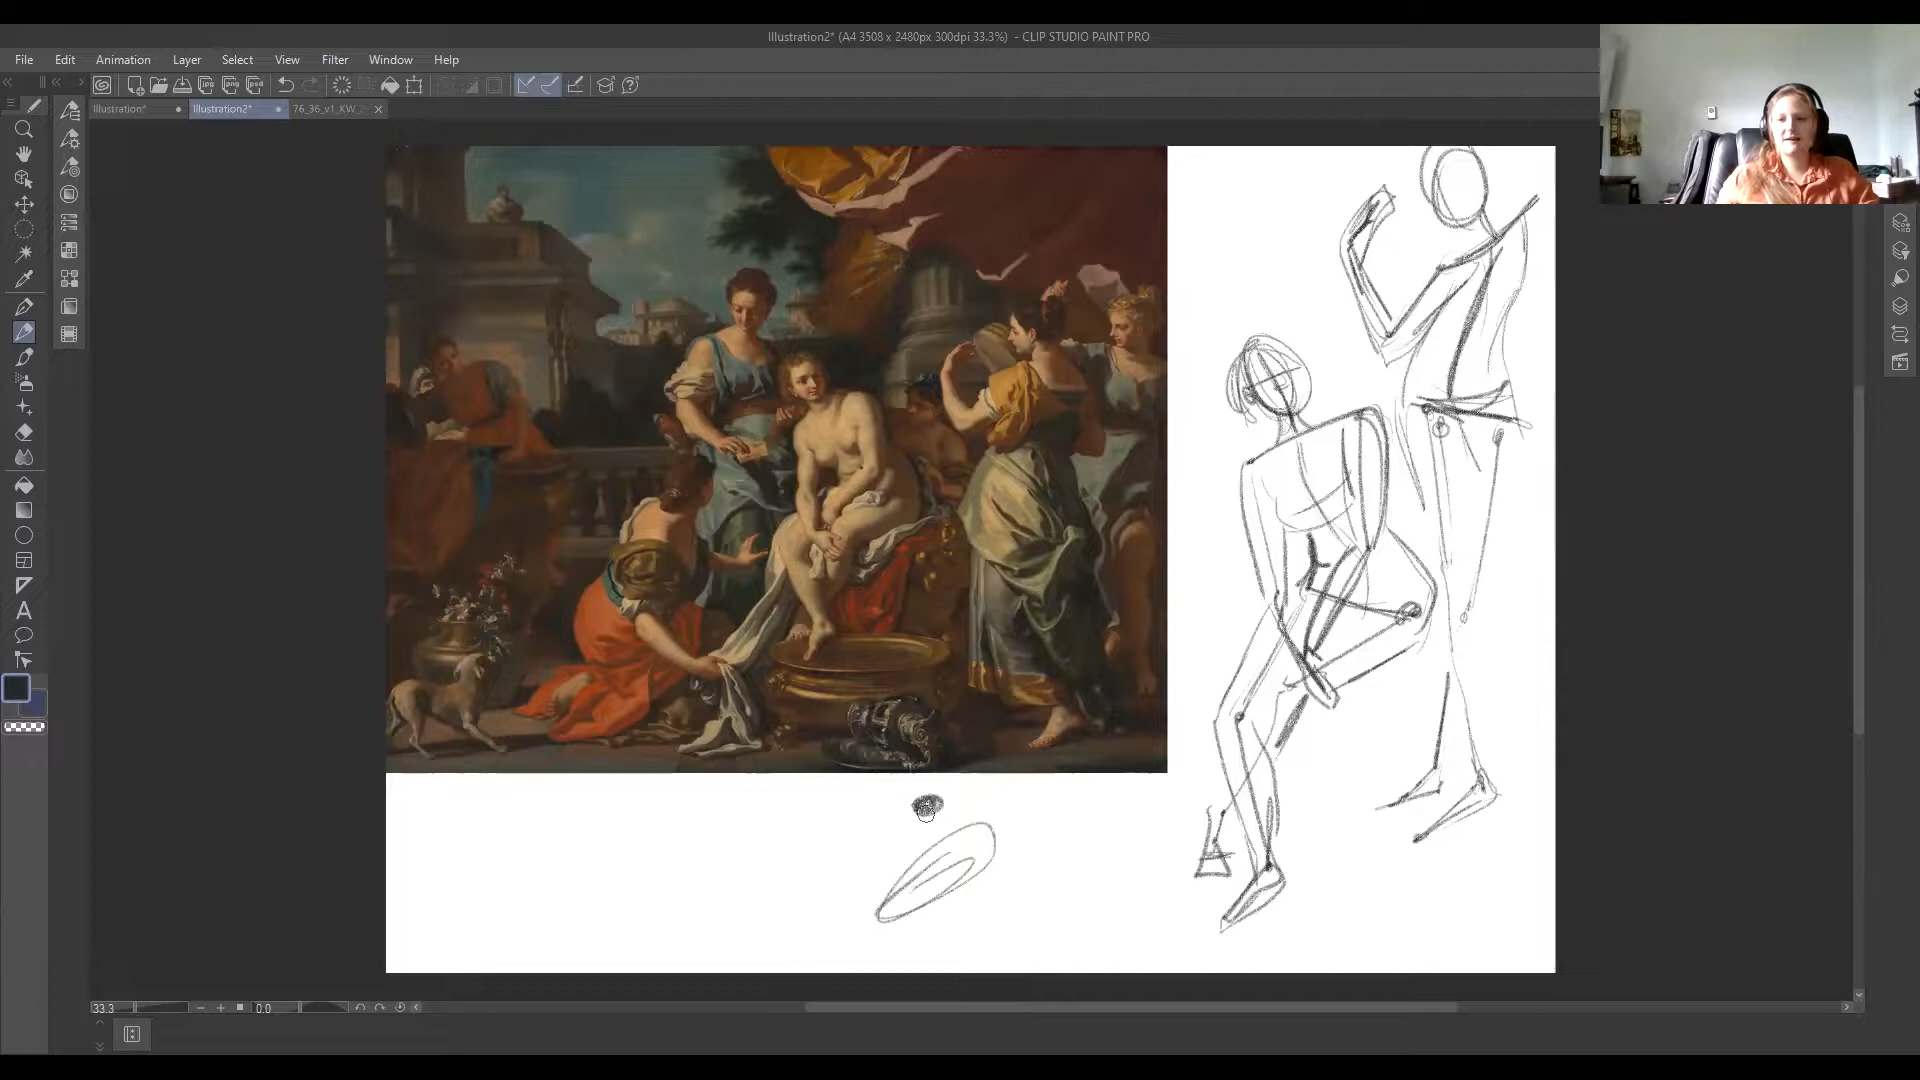 Illustration2* (A4 3508 x 2480px 300dpi 33.3%) - CLIP STUDIO PAINT PRO
File Edit Animation Layer Select View Filter Window Help
Illustration* Illustration2* 76_36_v1_KW_2
33.3 0.0